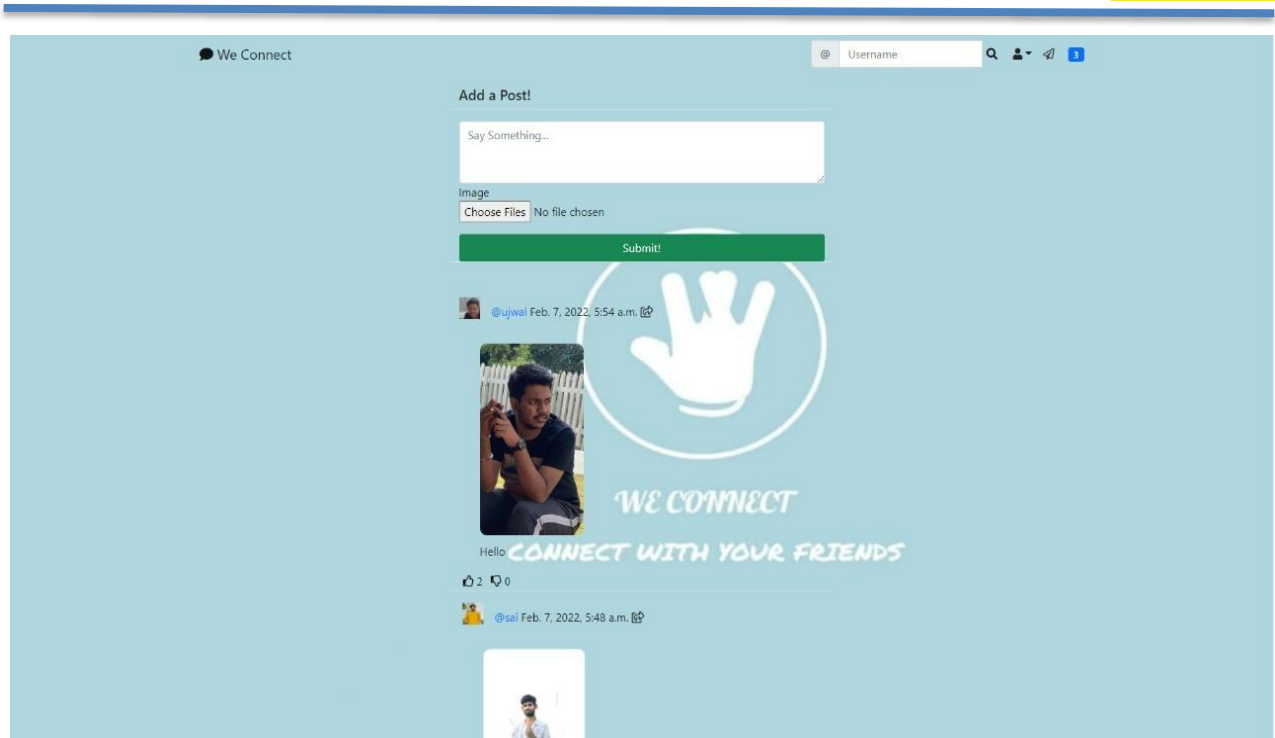 We Connect
@ Username 3
Add a Post!
Say Something...
Image
Choose Files No file chosen
Submit!
@ujwal Feb. 7, 2022, 5:54 a.m.
WE CONNECT
Hello
CONNECT WITH YOUR FRIENDS
2 0
@sai Feb. 7, 2022, 5:48 a.m.